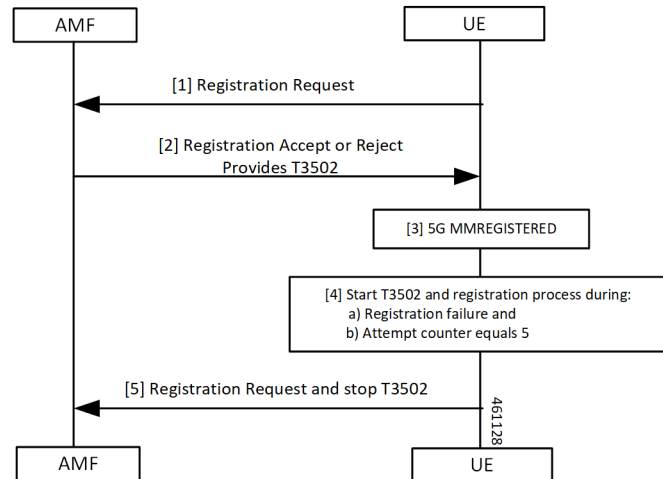 AMF
UE
[1] Registration Request
[2] Registration Accept or Reject
Provides T3502
[3] 5G MMREGISTERED
[4] Start T3502 and registration process during:
a) Registration failure and
b) Attempt counter equals 5
[5] Registration Request and stop T3502
461128
AMF
UE